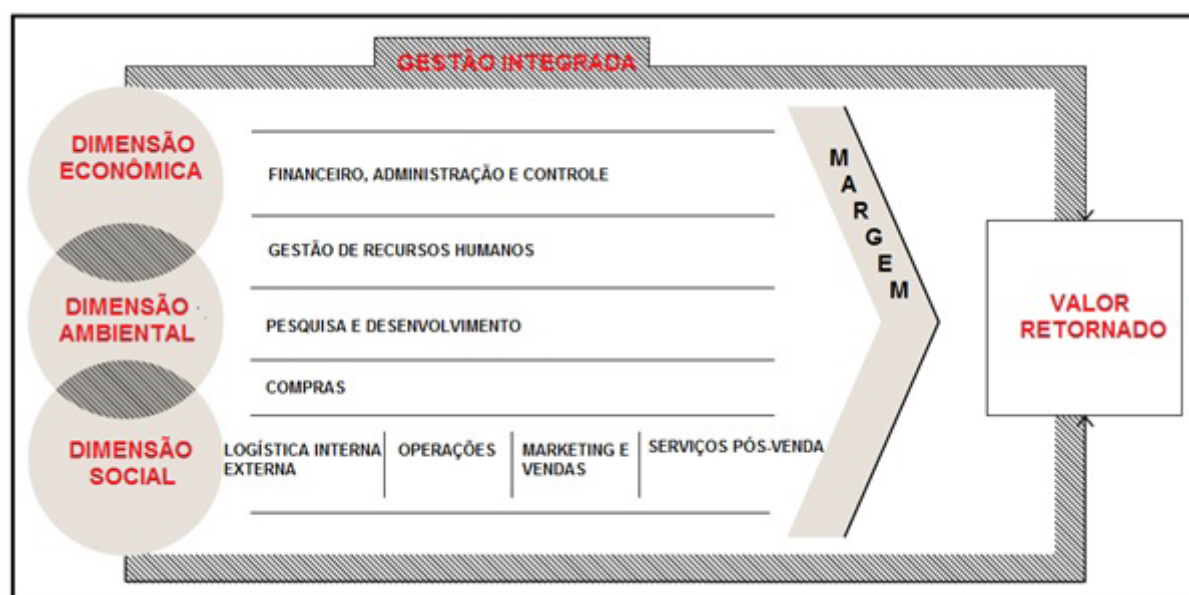 GESTÃO INTEGRADA
DIMENSÃO
ECONÔMICA
FINANCEIRO, ADMINISTRAÇÃO E CONTROLE
GESTÃO DE RECURSOS HUMANOS
DIMENSÃO
AMBIENTAL
PESQUISA E DESENVOLVIMENTO
COMPRAS
DIMENSÃO
SOCIAL
LOGÍSTICA INTERNA
EXTERNA
OPERAÇÕES
MARKETING E
VENDAS
SERVIÇOS PÓS-VENDA
MARGEM
VALOR
RETORNADO